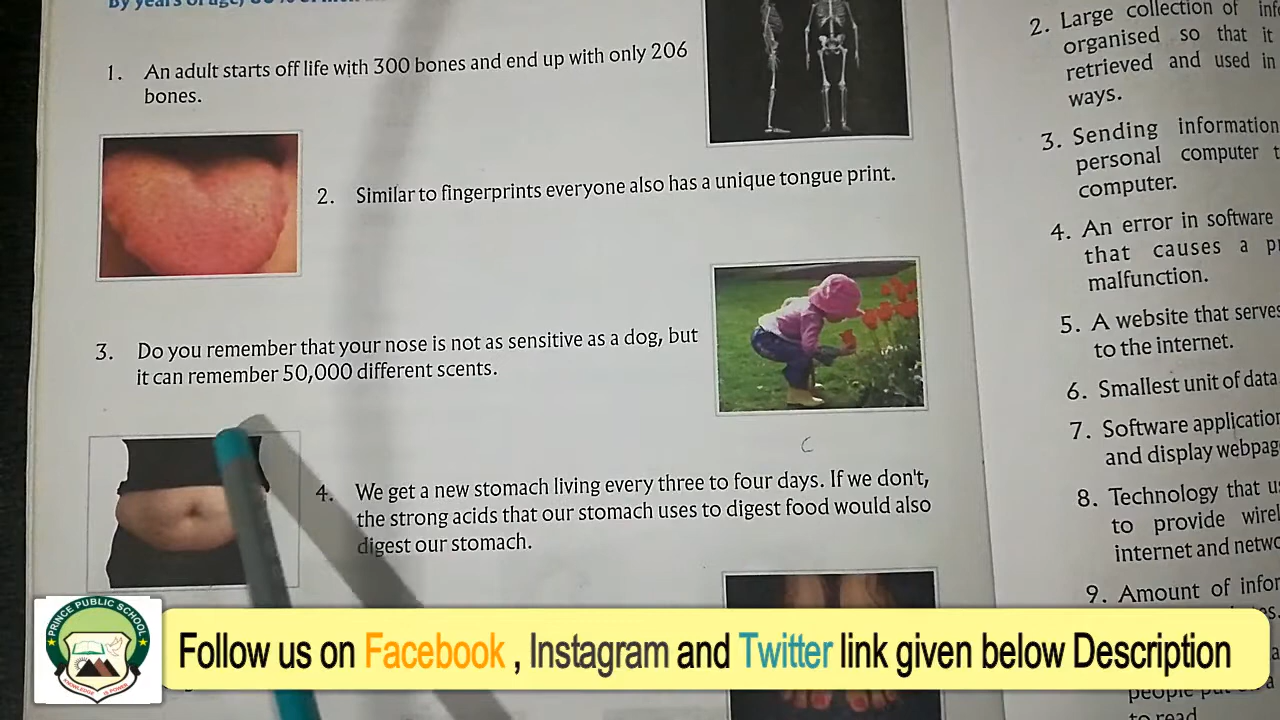 1. An adult starts off life with 300 bones and end up with only 206
bones.
2. Similar to fingerprints everyone also has a unique tongue print.
3. Do you remember that your nose is not as sensitive as a dog, but
it can remember 50,000 different scents.
C
4. We get a new stomach living every three to four days. If we don't,
the strong acids that our stomach uses to digest food would also
digest our stomach.
2. Large collection of
organised so that it
retrieved and used in
ways.
3. Sending information
personal computer
computer.
4. An error in software
that causes a
malfunction.
5. A website that serves
to the internet.
6. Smallest unit of data
7. Software application
and display
8. Technology that
to provide
internet and
9. Amount of
people put
to read
PRINCE PUBLIC SCHOOL
KNOWLEDGE IS POWER
Follow us on Facebook , Instagram and Twitter link given below Description